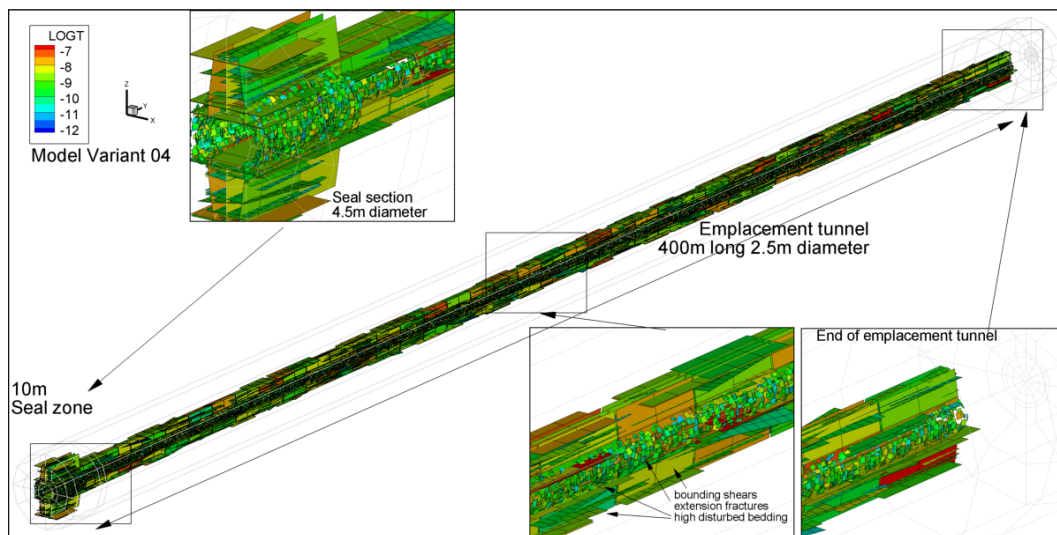 LOGT
-7
-8
-9
-10
-11
-12
Z
Y
X
Model Variant 04
Seal section
4.5m diameter
Emplacement tunnel
400m long 2.5m diameter
10m
Seal zone
bounding shears
extension fractures
high disturbed bedding
End of emplacement tunnel